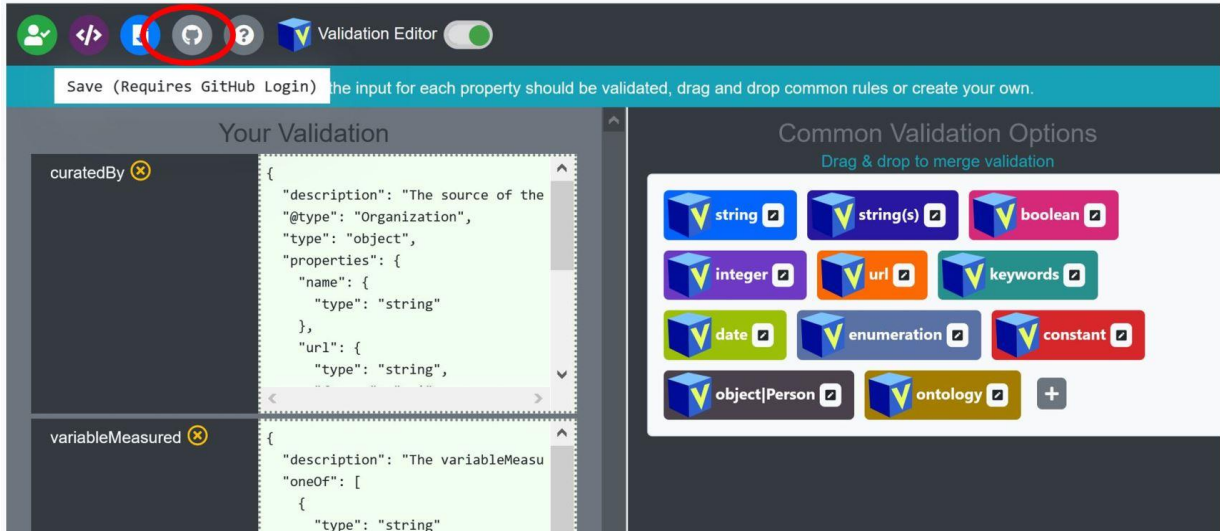 Validation Editor
Save (Requires GitHub Login) the input for each property should be validated, drag and drop common rules or create your own.
Your Validation
curatedBy
{
"description": "The source of the
"@type": "Organization",
"type": "object",
"properties": {
"name": {
"type": "string"
},
"url": {
"type": "string",
variableMeasured
{
"description": "The variableMeasu
"oneOf": [
{
"type": "string"
Common Validation Options
Drag & drop to merge validation
string
string(s)
boolean
integer
url
keywords
date
enumeration
constant
object|Person
ontology